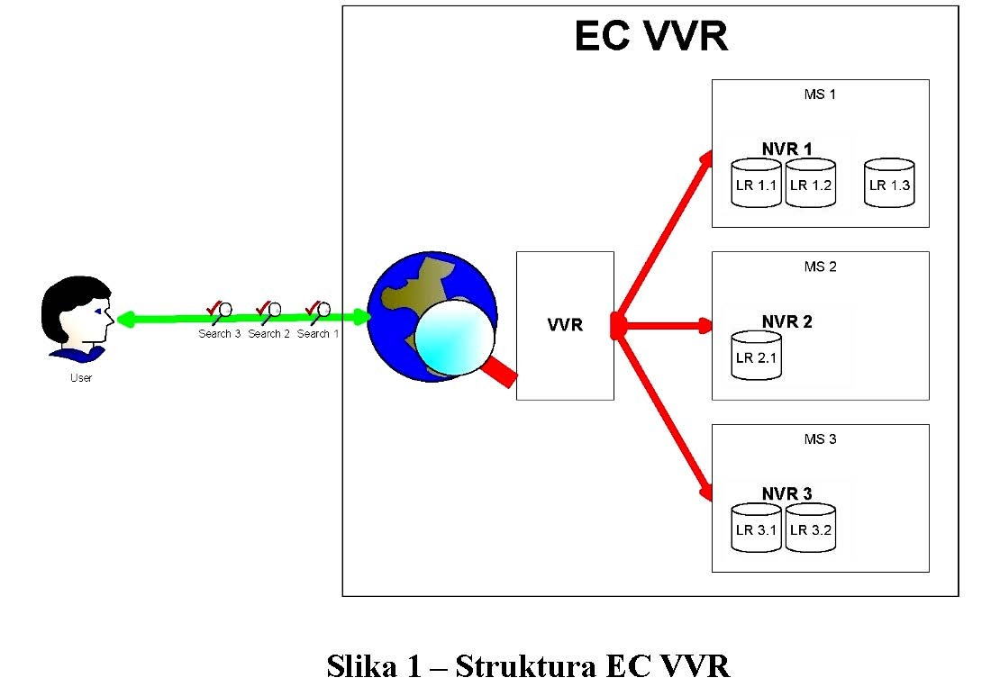 EC VVR
MS 1
NVR 1
LR 1.1 LR 1.2 LR 1.3
MS 2
NVR 2
LR 2.1
MS 3
NVR 3
LR 3.1 LR 3.2
VVR
Search 3 Search 2 Search 1
User
Slika 1 – Struktura EC VVR